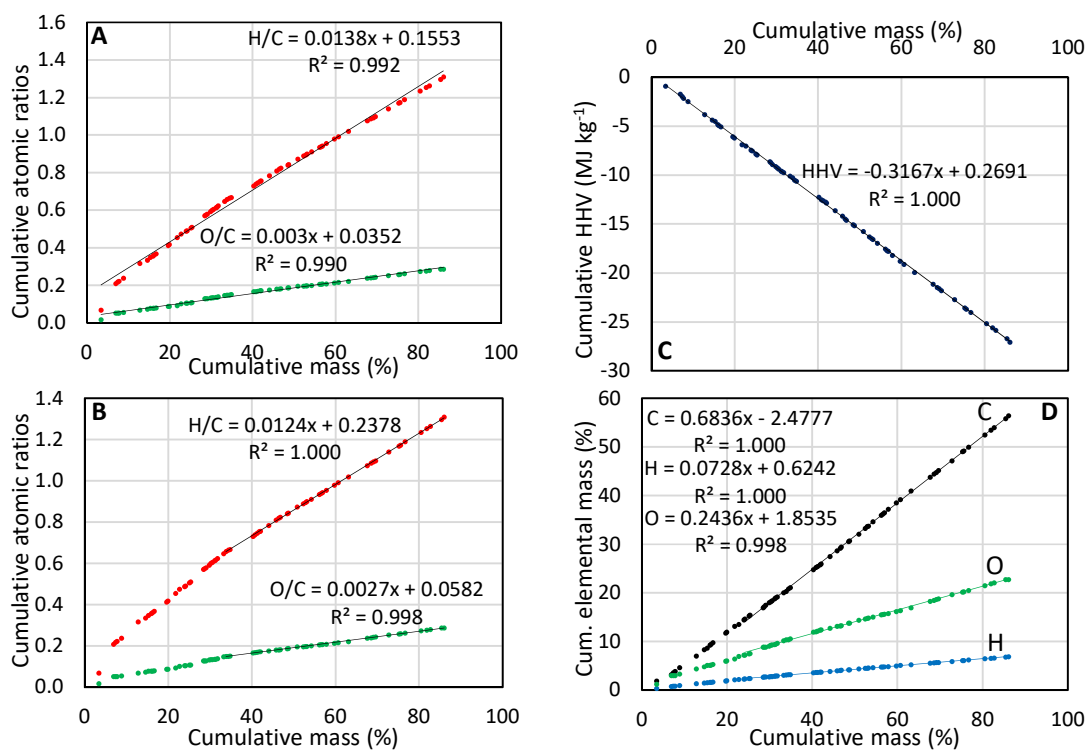 A
H/C = 0.0138x + 0.1553
R² = 0.992
O/C = 0.003x + 0.0352
R² = 0.990
1.6
1.4
1.2
1.0
0.8
0.6
0.4
0.2
0.0
0 20 40 60 80 100
Cumulative atomic ratios
Cumulative mass (%)
Cumulative mass (%)
0 20 40 60 80 100
0
-5
-10
-15
-20
-25
-30
Cumulative HHV (MJ kg⁻¹)
HHV = -0.3167x + 0.2691
R² = 1.000
C
B
H/C = 0.0124x + 0.2378
R² = 1.000
O/C = 0.0027x + 0.0582
R² = 0.998
1.4
1.2
1.0
0.8
0.6
0.4
0.2
0.0
0 20 40 60 80 100
Cumulative atomic ratios
Cumulative mass (%)
D
C = 0.6836x - 2.4777
R² = 1.000
H = 0.0728x + 0.6242
R² = 1.000
O = 0.2436x + 1.8535
R² = 0.998
C
O
H
60
50
40
30
20
10
0
0 20 40 60 80 100
Cum. elemental mass (%)
Cumulative mass (%)